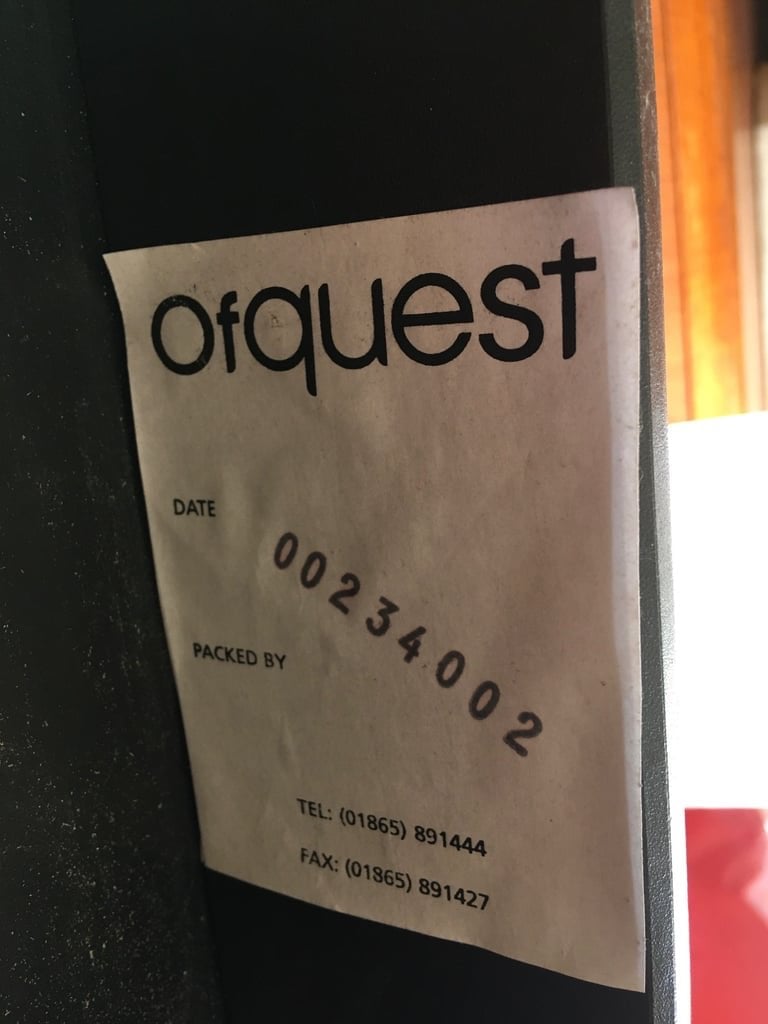 Ofquest
DATE
00234002
PACKED BY
TEL: (01865) 891444
FAX: (01865) 891427